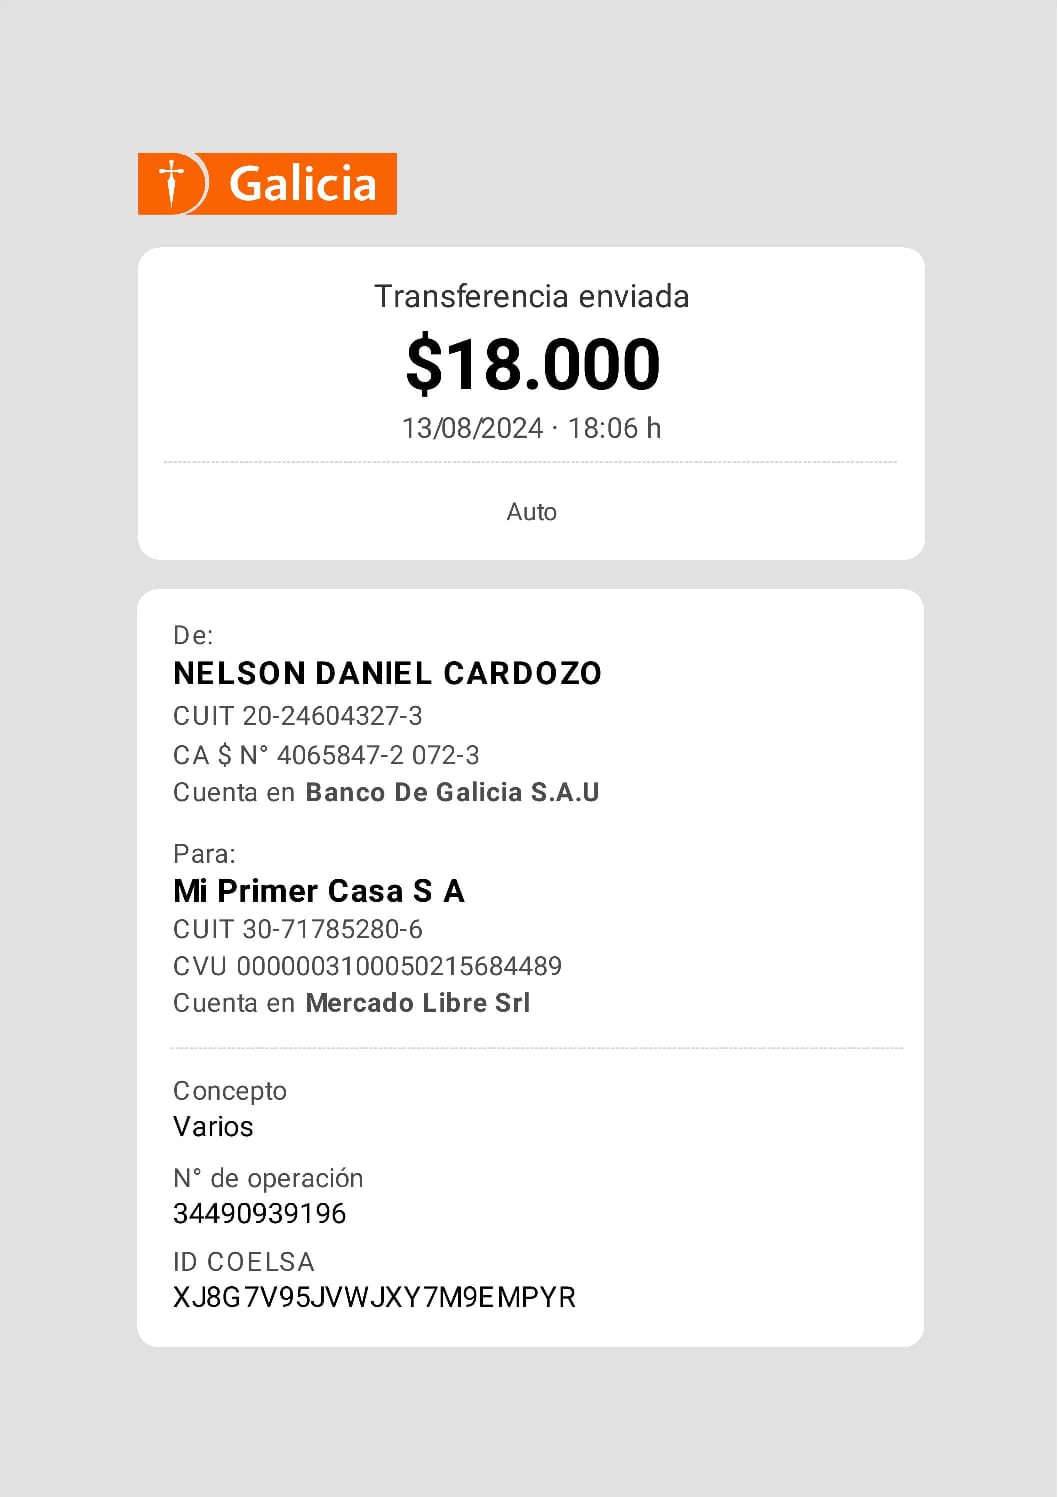 Galicia
Transferencia enviada
$18.000
13/08/2024 · 18:06 h
Auto
De:
NELSON DANIEL CARDOZO
CUIT 20-24604327-3
CA $ N° 4065847-2 072-3
Cuenta en Banco De Galicia S.A.U
Para:
Mi Primer Casa S A
CUIT 30-71785280-6
CVU 0000003100050215684489
Cuenta en Mercado Libre Srl
Concepto
Varios
N° de operación
34490939196
ID COELSA
XJ8G7V95JVWJXY7M9EMPYR